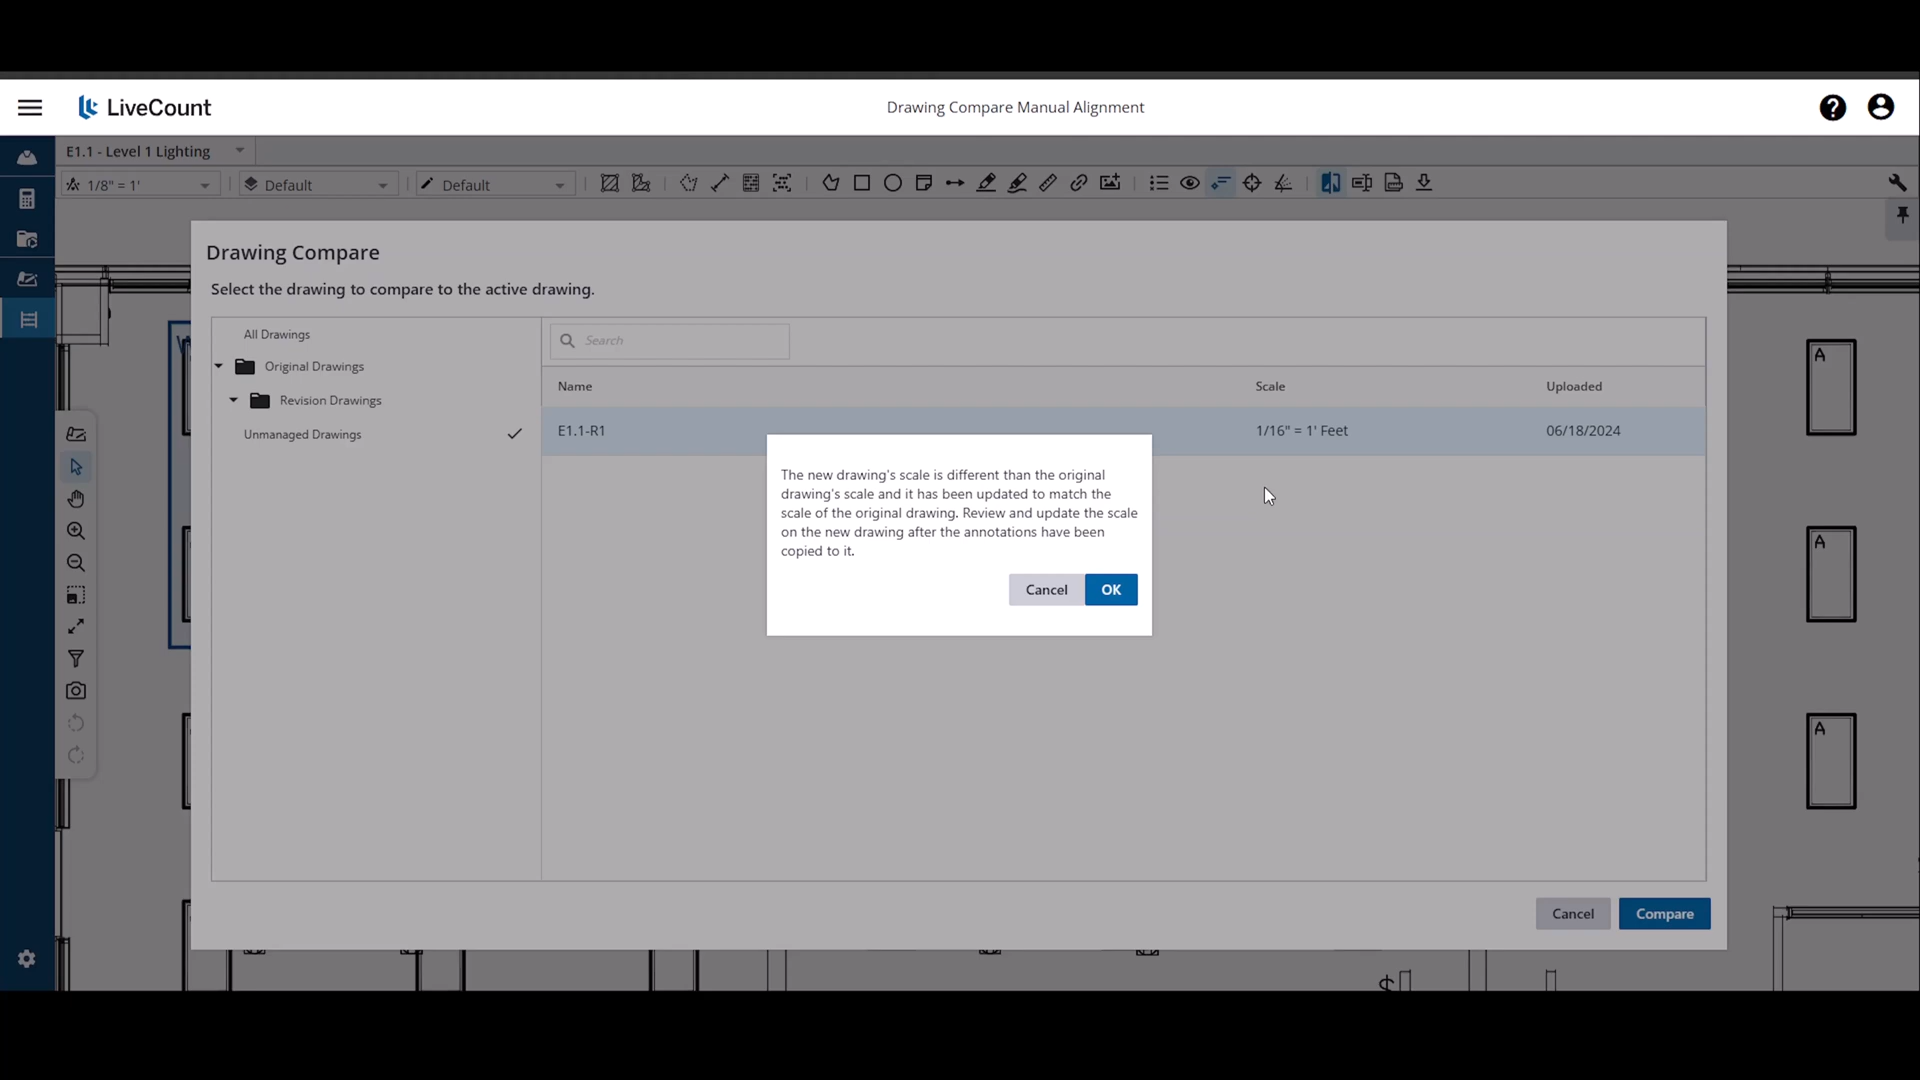 LiveCount
Drawing Compare Manual Alignment
E1.1 - Level 1 Lighting
1/8" = 1'
Default
Default
Drawing Compare
Select the drawing to compare to the active drawing.
All Drawings
Original Drawings
Revision Drawings
Unmanaged Drawings
Search
Name
Scale
Uploaded
E1.1-R1
1/16" = 1' Feet
06/18/2024
The new drawing's scale is different than the original
drawing's scale and it has been updated to match the
scale of the original drawing. Review and update the scale
on the new drawing after the annotations have been
copied to it.
Cancel
OK
Cancel
Compare
A
A
A
$